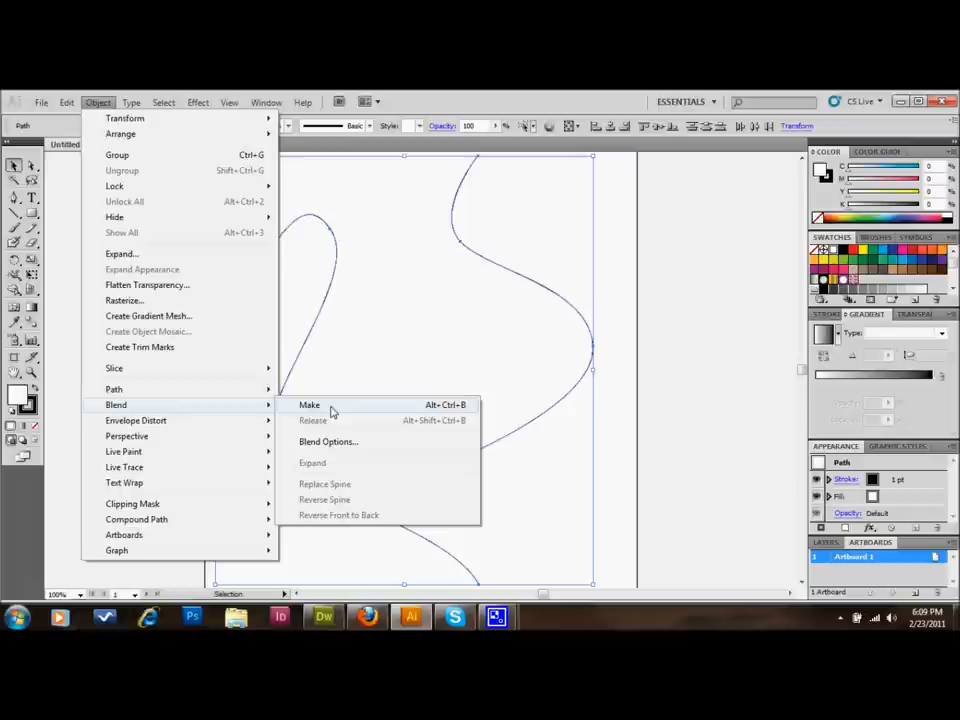 Ai File Edit Object Type Select Effect View Window Help ESSENTIALS CS Live
Path Basic Style: Opacity: 100 % Transform
Untitled
Transform
Arrange
Group Ctrl+G
Ungroup Shift+Ctrl+G
Lock
Unlock All Alt+Ctrl+2
Hide
Show All Alt+Ctrl+3
Expand...
Expand Appearance
Flatten Transparency...
Rasterize...
Create Gradient Mesh...
Create Object Mosaic...
Create Trim Marks
Slice
Path
Blend
Envelope Distort
Perspective
Live Paint
Live Trace
Text Wrap
Clipping Mask
Compound Path
Artboards
Graph
Make Alt+Ctrl+B
Release Alt+Shift+Ctrl+B
Blend Options...
Expand
Replace Spine
Reverse Spine
Reverse Front to Back
COLOR COLOR GUIDE
C 0 %
M 0 %
Y 0 %
K 0 %
SWATCHES BRUSHES SYMBOLS
STROKE GRADIENT TRANSPA
Type:
APPEARANCE GRAPHIC STYLES
Path
Stroke: 1 pt
Fill:
Opacity: Default
LAYERS ARTBOARDS
1 Artboard 1
1 Artboard
100% 1 Selection
Ps Id Dw Ai
6:09 PM
2/23/2011